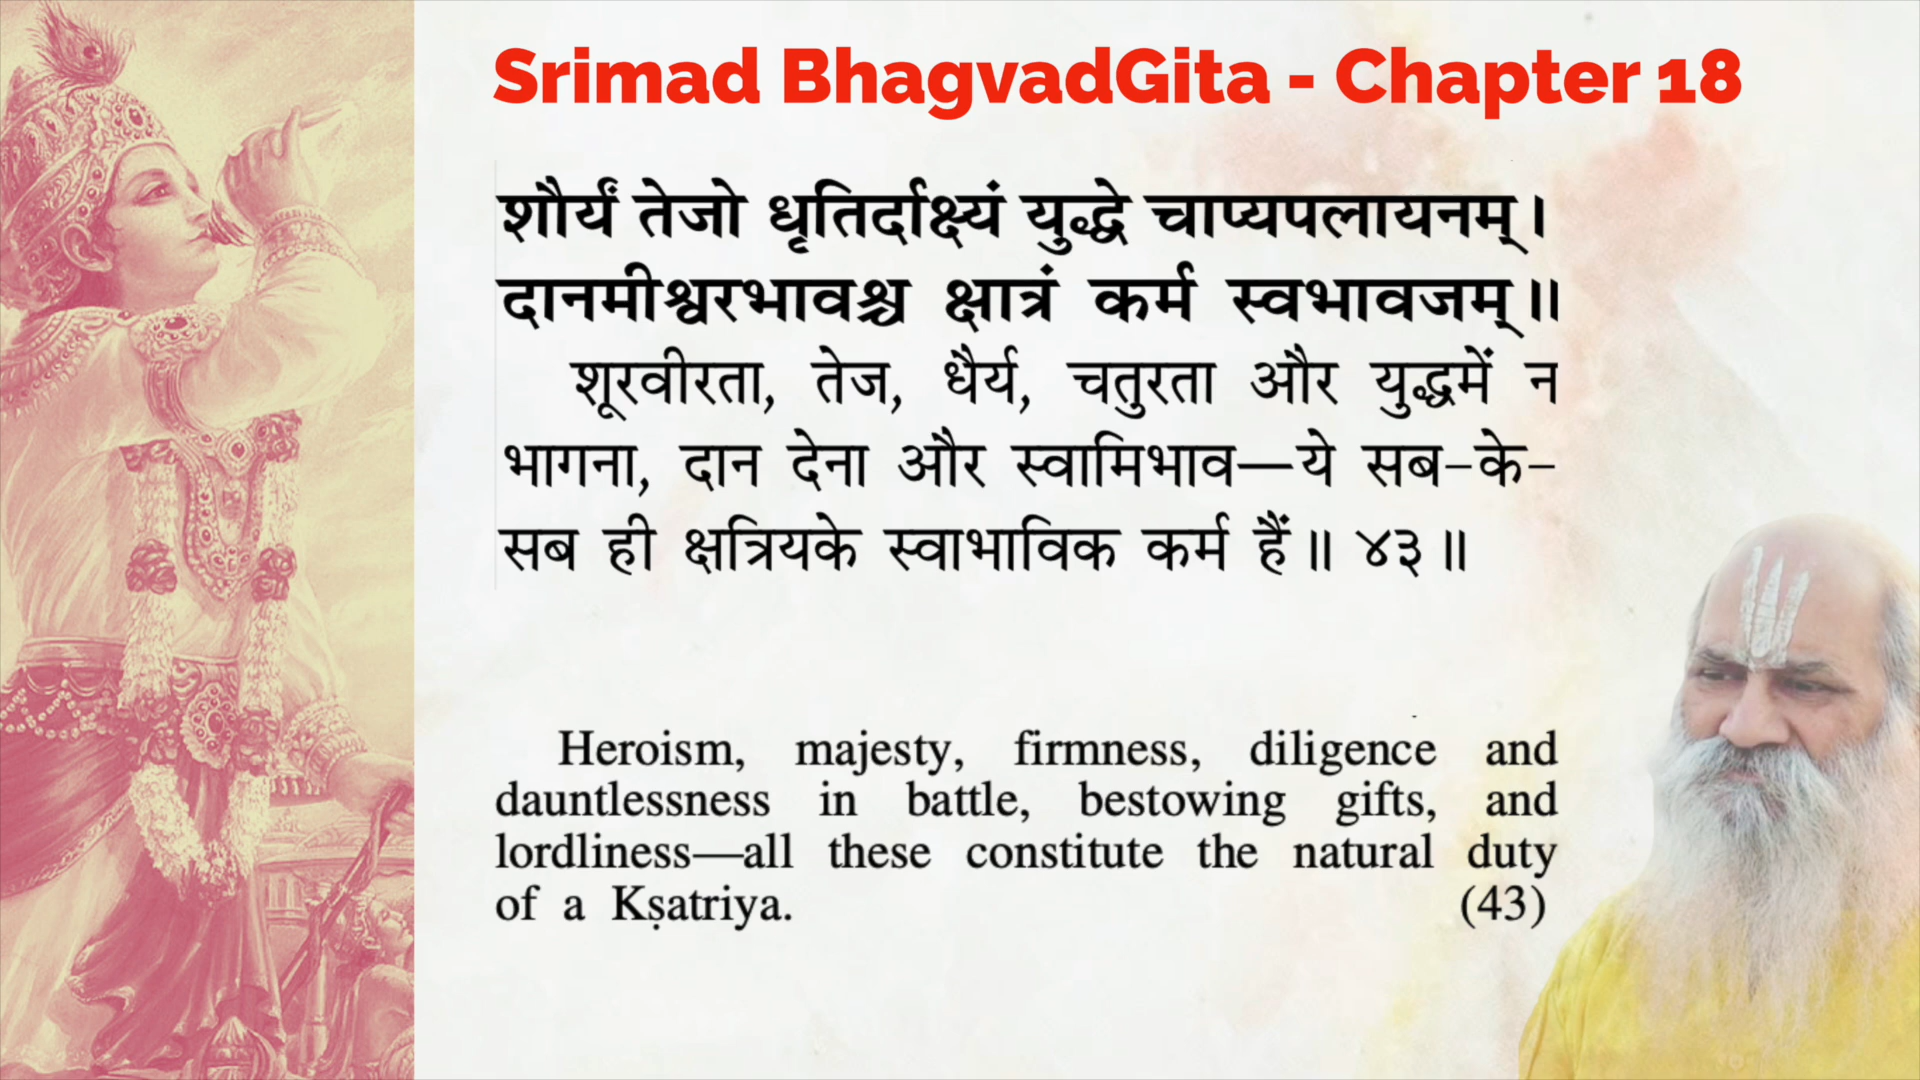 Srimad BhagvadGita - Chapter 18
शौर्यं तेजो धृतिर्दाक्ष्यं युद्धे चाप्यपलायनम्।
दानमीश्वरभावश्च क्षात्रं कर्म स्वभावजम्॥
शूरवीरता, तेज, धैर्य, चतुरता और युद्धमें न
भागना, दान देना और स्वामिभाव—ये सब-के-
सब ही क्षत्रियके स्वाभाविक कर्म हैं॥ ४३॥
Heroism, majesty, firmness, diligence and
dauntlessness in battle, bestowing gifts, and
lordliness—all these constitute the natural duty
of a Kṣatriya. (43)